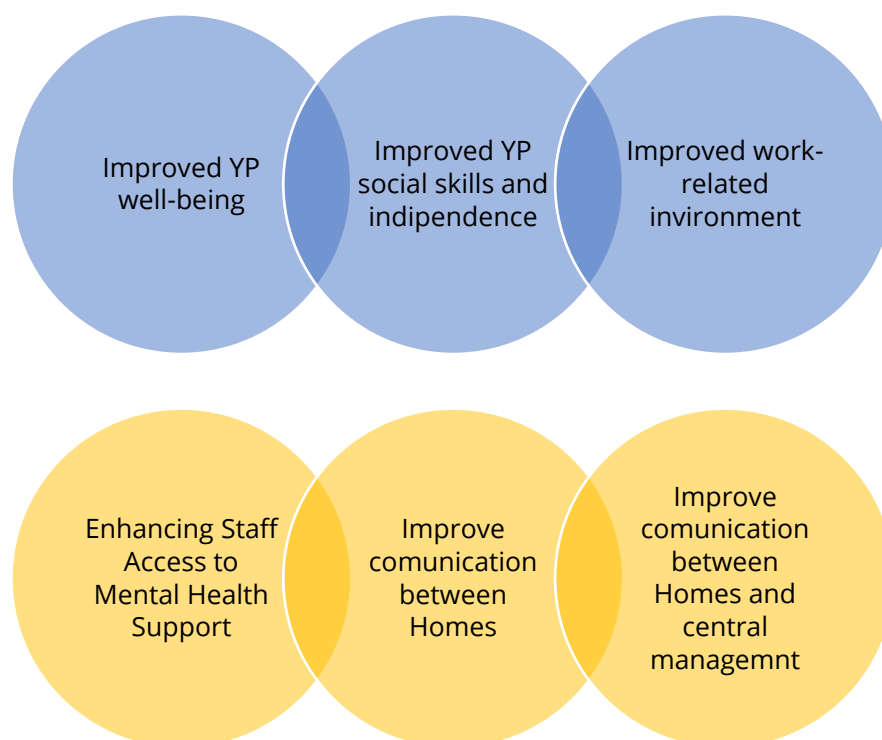 Improved YP
well-being
Improved YP
social skills and
indipendence
Improved work-
related
invironment
Enhancing Staff
Access to
Mental Health
Support
Improve
comunication
between
Homes
Improve
comunication
between
Homes and
central
managemnt